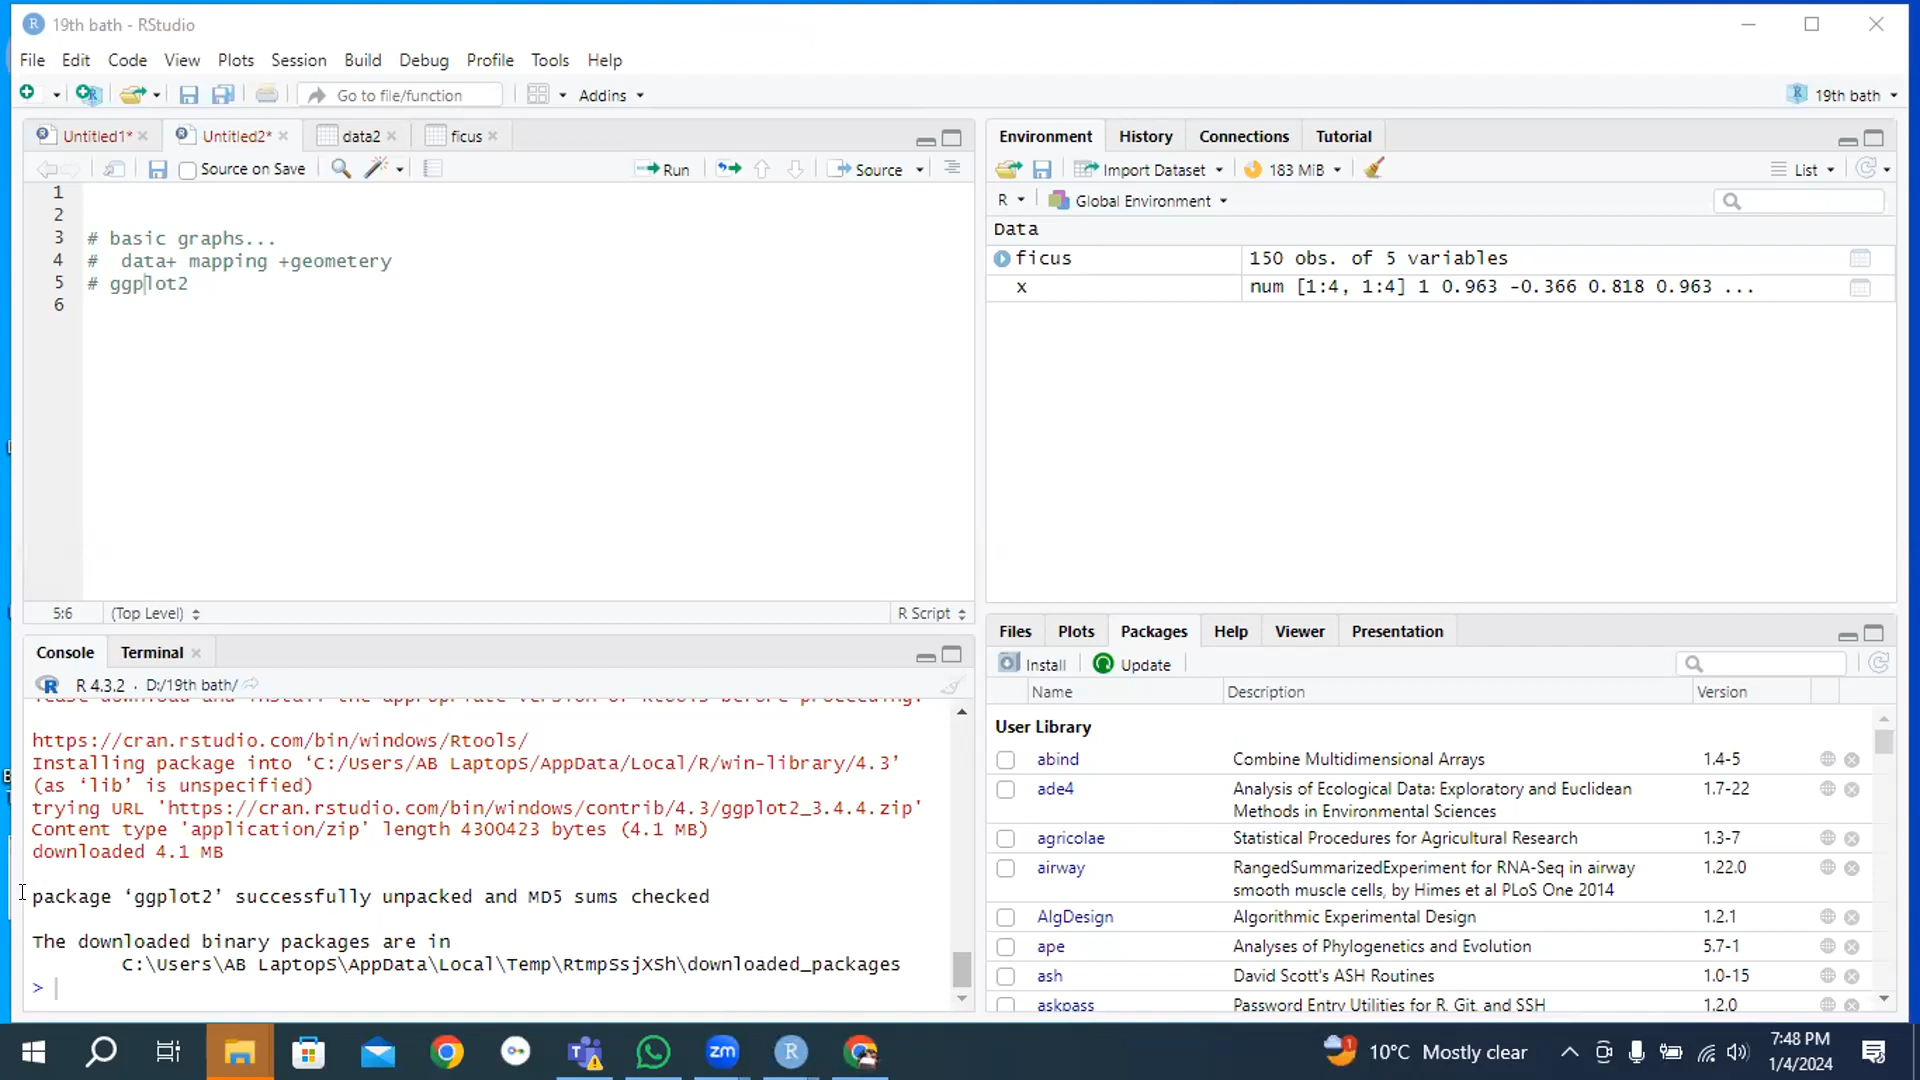 19th bath - RStudio
File Edit Code View Plots Session Build Debug Profile Tools Help
Go to file/function Addins 19th bath
Untitled1* Untitled2* data2 ficus
Source on Save Run Source
1
2
3 # basic graphs...
4 #  data+ mapping +geometery
5 # ggplot2
6
5:6 (Top Level) R Script
Console Terminal
R 4.3.2 · D:/19th bath/
lease download and install the appropriate version of Rtools before proceeding:
https://cran.rstudio.com/bin/windows/Rtools/
Installing package into ‘C:/Users/AB LaptopS/AppData/Local/R/win-library/4.3’
(as ‘lib’ is unspecified)
trying URL 'https://cran.rstudio.com/bin/windows/contrib/4.3/ggplot2_3.4.4.zip'
Content type 'application/zip' length 4300423 bytes (4.1 MB)
downloaded 4.1 MB
package ‘ggplot2’ successfully unpacked and MD5 sums checked
The downloaded binary packages are in
C:\Users\AB LaptopS\AppData\Local\Temp\RtmpSsjXSh\downloaded_packages
>
Environment History Connections Tutorial
Import Dataset 183 MiB List
R Global Environment
Data
ficus 150 obs. of 5 variables
x num [1:4, 1:4] 1 0.963 -0.366 0.818 0.963 ...
Files Plots Packages Help Viewer Presentation
Install Update
Name Description Version
User Library
abind Combine Multidimensional Arrays 1.4-5
ade4 Analysis of Ecological Data: Exploratory and Euclidean 1.7-22
Methods in Environmental Sciences
agricolae Statistical Procedures for Agricultural Research 1.3-7
airway RangedSummarizedExperiment for RNA-Seq in airway 1.22.0
smooth muscle cells, by Himes et al PLoS One 2014
AlgDesign Algorithmic Experimental Design 1.2.1
ape Analyses of Phylogenetics and Evolution 5.7-1
ash David Scott's ASH Routines 1.0-15
askpass Password Entry Utilities for R, Git, and SSH 1.2.0
zm R 1 10°C Mostly clear 7:48 PM
1/4/2024